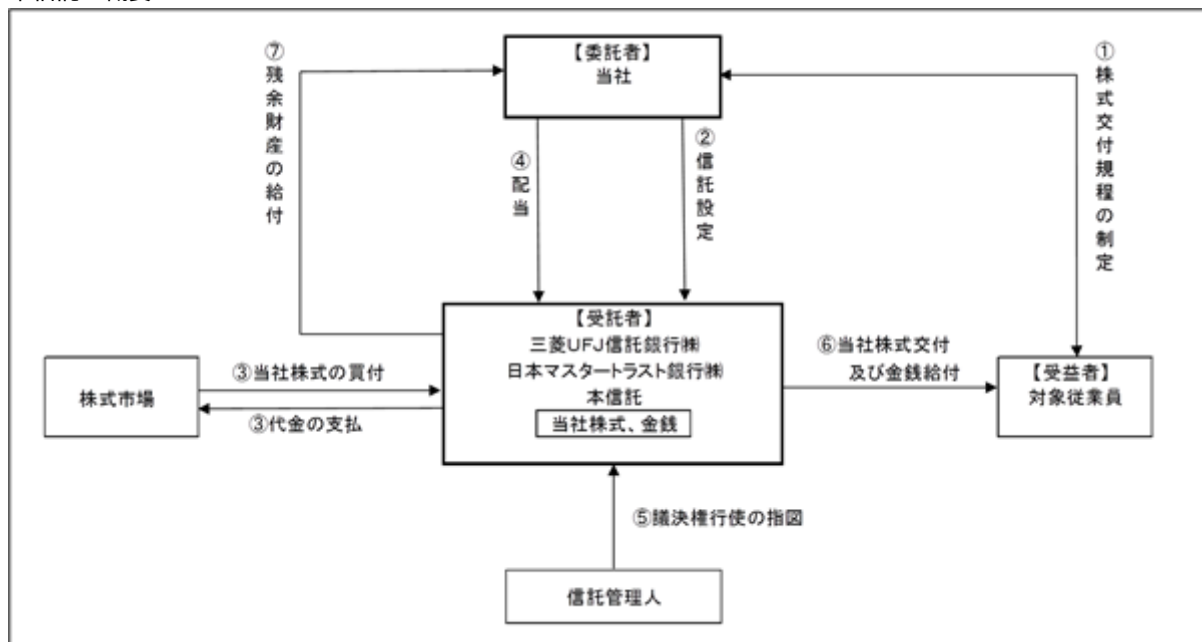 ⑦残余財産の給付
【委託者】
当社
①株式交付規程の制定
④配当
②信託設定
【受託者】
三菱UFJ信託銀行㈱
日本マスタートラスト銀行㈱
本信託
当社株式、金銭
株式市場
③当社株式の買付
③代金の支払
⑥当社株式交付
及び金銭給付
【受益者】
対象従業員
⑤議決権行使の指図
信託管理人